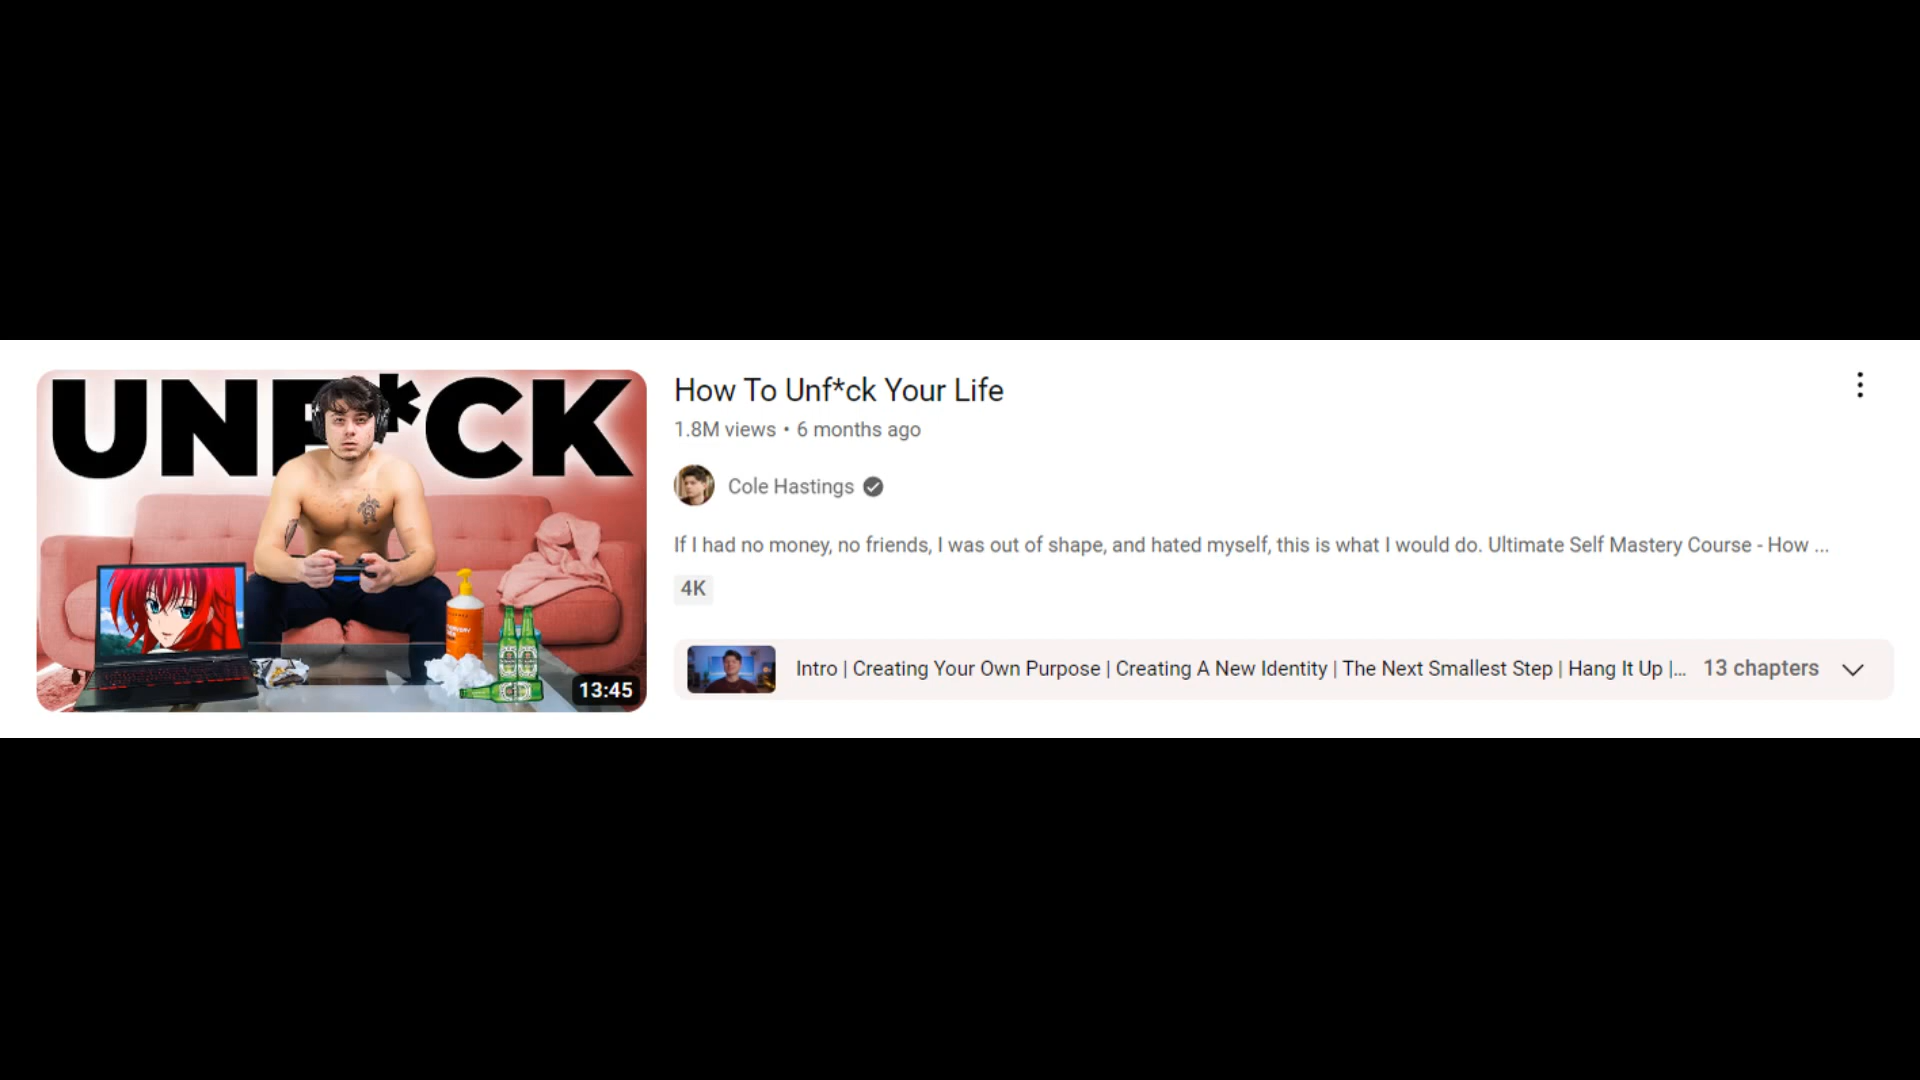 UNF*CK
13:45
How To Unf*ck Your Life
1.8M views • 6 months ago
Cole Hastings
If I had no money, no friends, I was out of shape, and hated myself, this is what I would do. Ultimate Self Mastery Course - How ...
4K
Intro | Creating Your Own Purpose | Creating A New Identity | The Next Smallest Step | Hang It Up |... 13 chapters